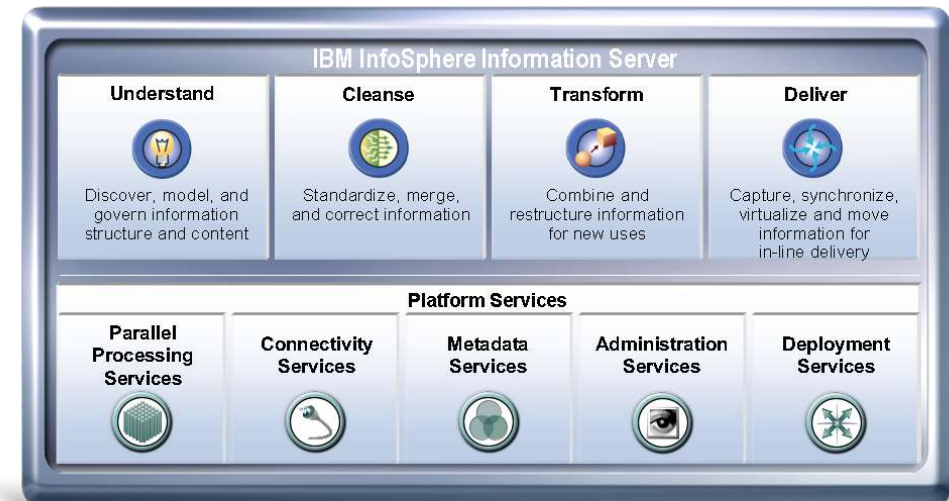 IBM InfoSphere Information Server
Understand
Discover, model, and
govern information
structure and content
Cleanse
Standardize, merge,
and correct information
Transform
Combine and
restructure information
for new uses
Deliver
Capture, synchronize,
virtualize and move
information for
in-line delivery
Platform Services
Parallel
Processing
Services
Connectivity
Services
Metadata
Services
Administration
Services
Deployment
Services